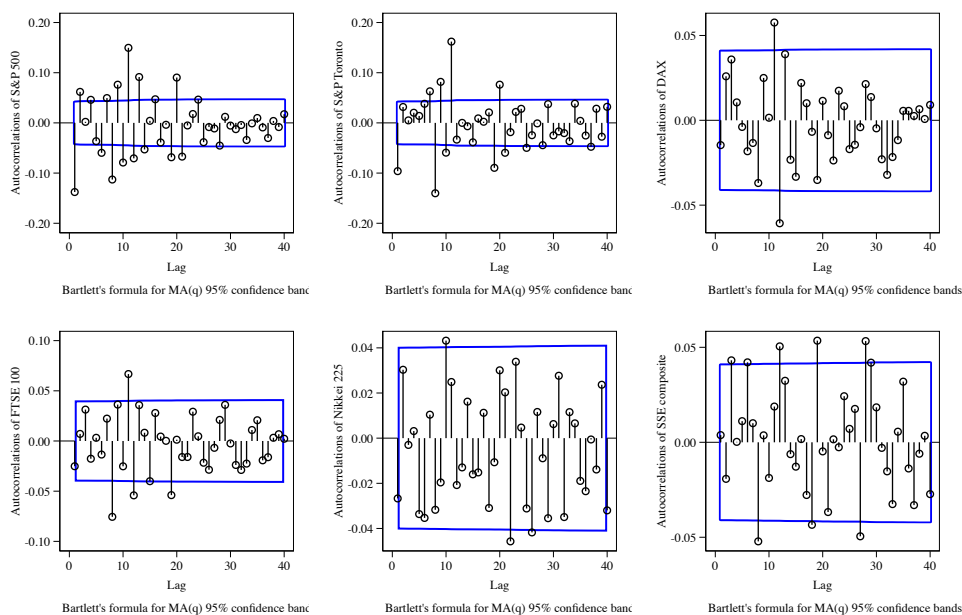 Autocorrelations of S&P 500
0.20
0.10
0.00
-0.10
-0.20
0 10 20 30 40
Lag
Bartlett's formula for MA(q) 95% confidence band
Autocorrelations of S&P Toronto
0.20
0.10
0.00
-0.10
-0.20
0 10 20 30 40
Lag
Bartlett's formula for MA(q) 95% confidence band
Autocorrelations of DAX
0.05
0.00
-0.05
0 10 20 30 40
Lag
Bartlett's formula for MA(q) 95% confidence bands
Autocorrelations of FTSE 100
0.10
0.05
0.00
-0.05
-0.10
0 10 20 30 40
Lag
Bartlett's formula for MA(q) 95% confidence band
Autocorrelations of Nikkei 225
0.04
0.02
0.00
-0.02
-0.04
0 10 20 30 40
Lag
Bartlett's formula for MA(q) 95% confidence band
Autocorrelations of SSE composite
0.05
0.00
-0.05
0 10 20 30 40
Lag
Bartlett's formula for MA(q) 95% confidence bands